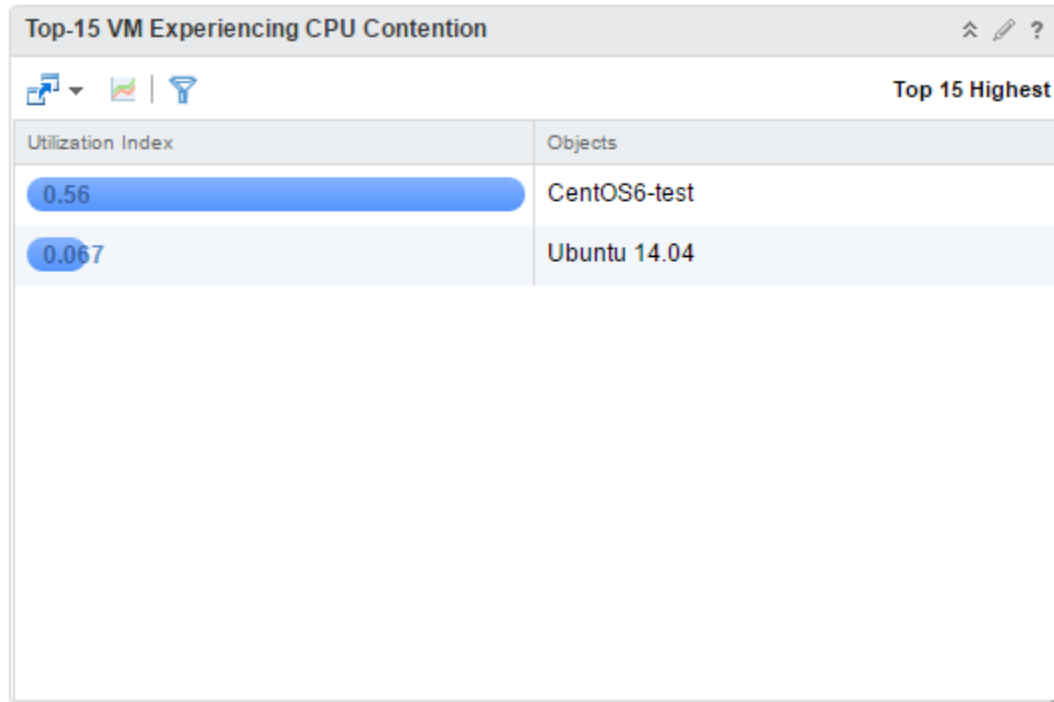 Top-15 VM Experiencing CPU Contention ?
Top 15 Highest
Utilization Index Objects
0.56 CentOS6-test
0.067 Ubuntu 14.04